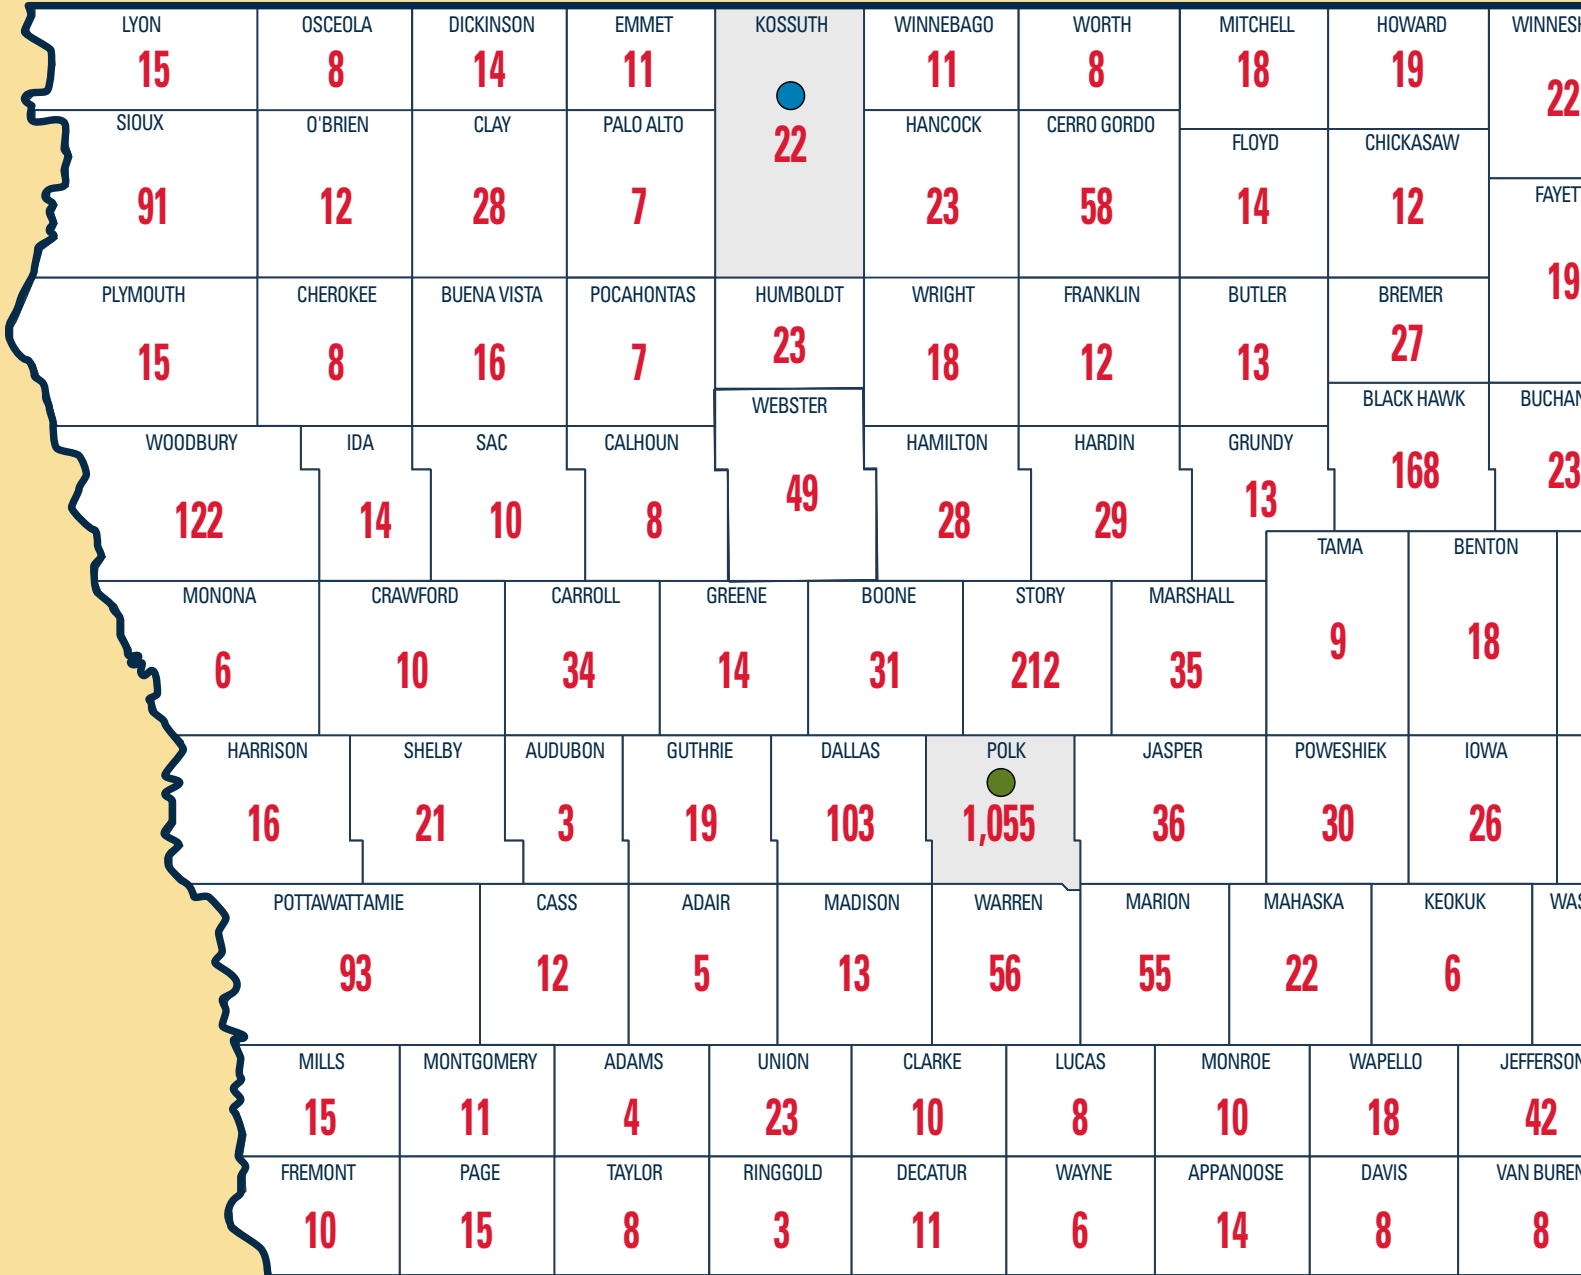 LYON
15
OSCEOLA
8
DICKINSON
14
EMMET
11
KOSSUTH
22
WINNEBAGO
11
WORTH
8
MITCHELL
18
HOWARD
19
22
SIOUX
91
O'BRIEN
12
CLAY
28
PALO ALTO
7
HANCOCK
23
CERRO GORDO
58
FLOYD
14
CHICKASAW
12
19
PLYMOUTH
15
CHEROKEE
8
BUENA VISTA
16
POCAHONTAS
7
HUMBOLDT
23
WRIGHT
18
FRANKLIN
12
BUTLER
13
BREMER
27
WOODBURY
122
IDA
14
SAC
10
CALHOUN
8
WEBSTER
49
HAMILTON
28
HARDIN
29
GRUNDY
13
BLACK HAWK
168
23
MONONA
6
CRAWFORD
10
CARROLL
34
GREENE
14
BOONE
31
STORY
212
MARSHALL
35
TAMA
9
BENTON
18
HARRISON
16
SHELBY
21
AUDUBON
3
GUTHRIE
19
DALLAS
103
POLK
1,055
JASPER
36
POWESHIEK
30
IOWA
26
POTTAWATTAMIE
93
CASS
12
ADAIR
5
MADISON
13
WARREN
56
MARION
55
MAHASKA
22
KEOKUK
6
MILLS
15
MONTGOMERY
11
ADAMS
4
UNION
23
CLARKE
10
LUCAS
8
MONROE
10
WAPELLO
18
JEFFERSON
42
FREMONT
10
PAGE
15
TAYLOR
8
RINGGOLD
3
DECATUR
11
WAYNE
6
APPANOOSE
14
DAVIS
8
VAN BUREN
8